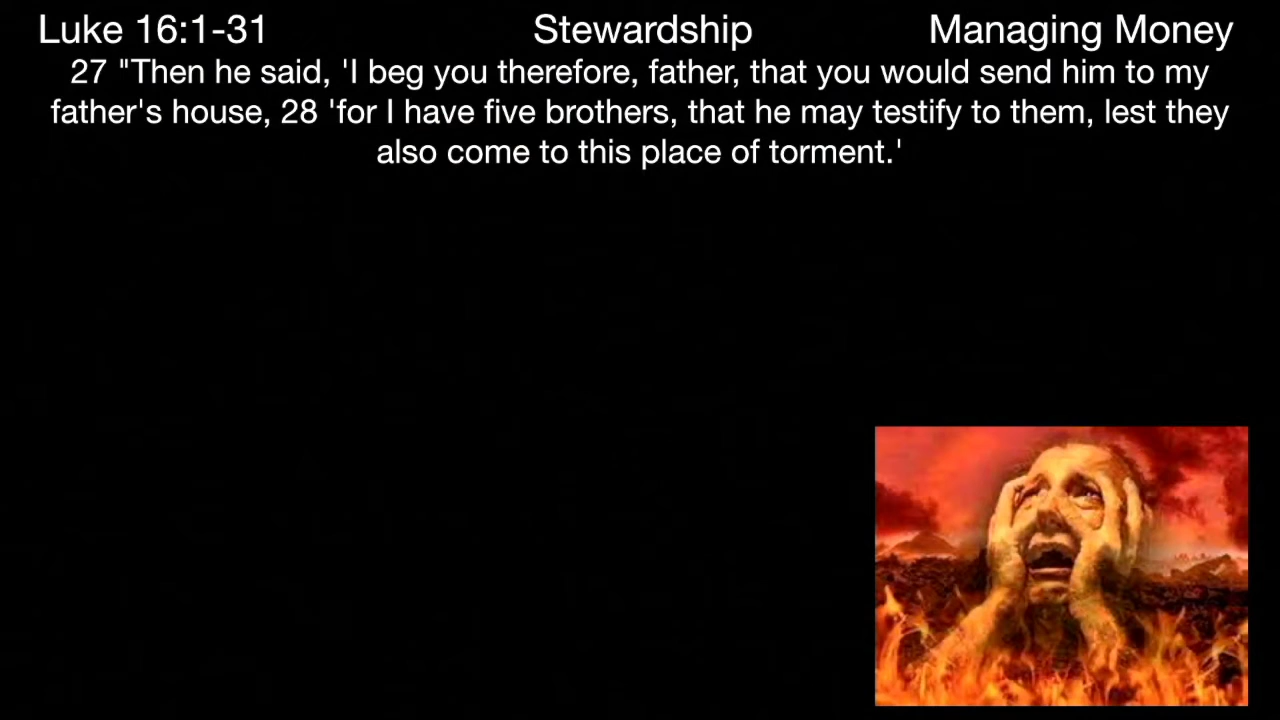 Luke 16:1-31 Stewardship Managing Money
27 "Then he said, 'I beg you therefore, father, that you would send him to my
father's house, 28 'for I have five brothers, that he may testify to them, lest they
also come to this place of torment.'